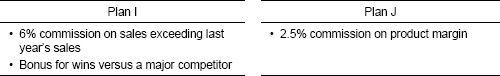 Plan I
Plan J
• 6% commission on sales exceeding last
year's sales
• Bonus for wins versus a major competitor
• 2.5% commission on product margin